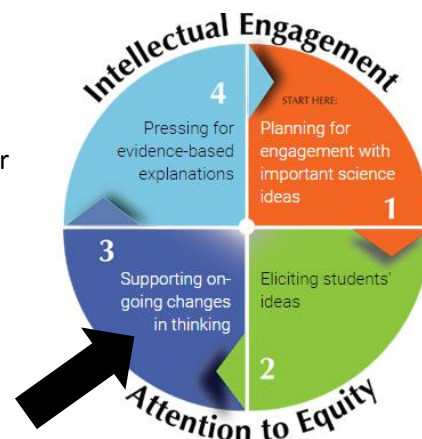 Intellectual Engagement
4
Pressing for
evidence-based
explanations
START HERE:
Planning for
engagement with
important science
ideas
1
r
3
Supporting on-
going changes
in thinking
Eliciting students'
ideas
2
Attention to Equity